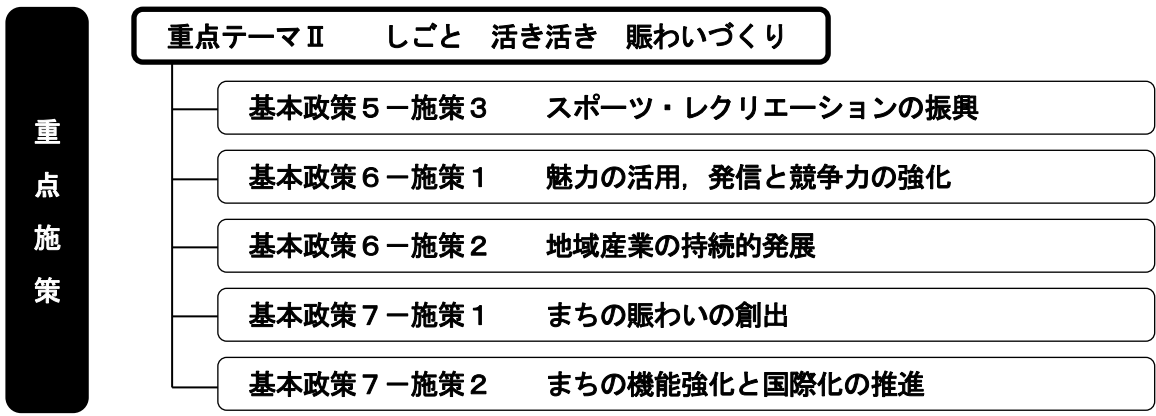 重点施策
重点テーマⅡ　　しごと　活き活き　賑わいづくり
基本政策５－施策３　　スポーツ・レクリエーションの振興
基本政策６－施策１　　魅力の活用，発信と競争力の強化
基本政策６－施策２　　地域産業の持続的発展
基本政策７－施策１　　まちの賑わいの創出
基本政策７－施策２　　まちの機能強化と国際化の推進